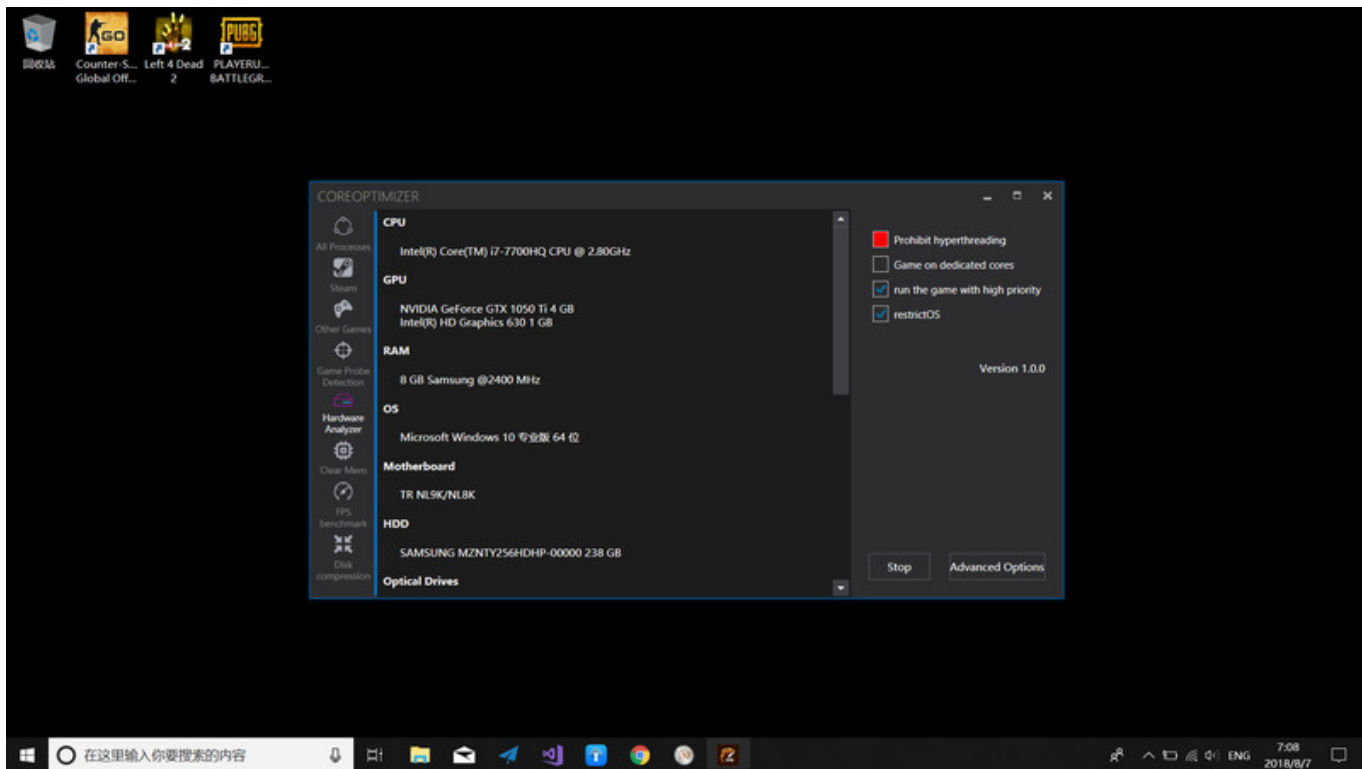 GO
2
PUBG
回收站
Counter-S...
Global Off...
Left 4 Dead
2
PLAYERU...
BATTLEGR...
COREOPTIMIZER
All Processes
Steam
Other Games
Game Probe
Detection
Hardware
Analyzer
Clear Mem
FPS
benchmark
Disk
compression
CPU
Intel(R) Core(TM) i7-7700HQ CPU @ 2.80GHz
GPU
NVIDIA GeForce GTX 1050 Ti 4 GB
Intel(R) HD Graphics 630 1 GB
RAM
8 GB Samsung @2400 MHz
OS
Microsoft Windows 10 专业版 64 位
Motherboard
TR NL9K/NL8K
HDD
SAMSUNG MZNTY256HDHP-00000 238 GB
Optical Drives
Prohibit hyperthreading
Game on dedicated cores
run the game with high priority
restrictOS
Version 1.0.0
Stop
Advanced Options
在这里输入你要搜索的内容
ENG
7:08
2018/8/7